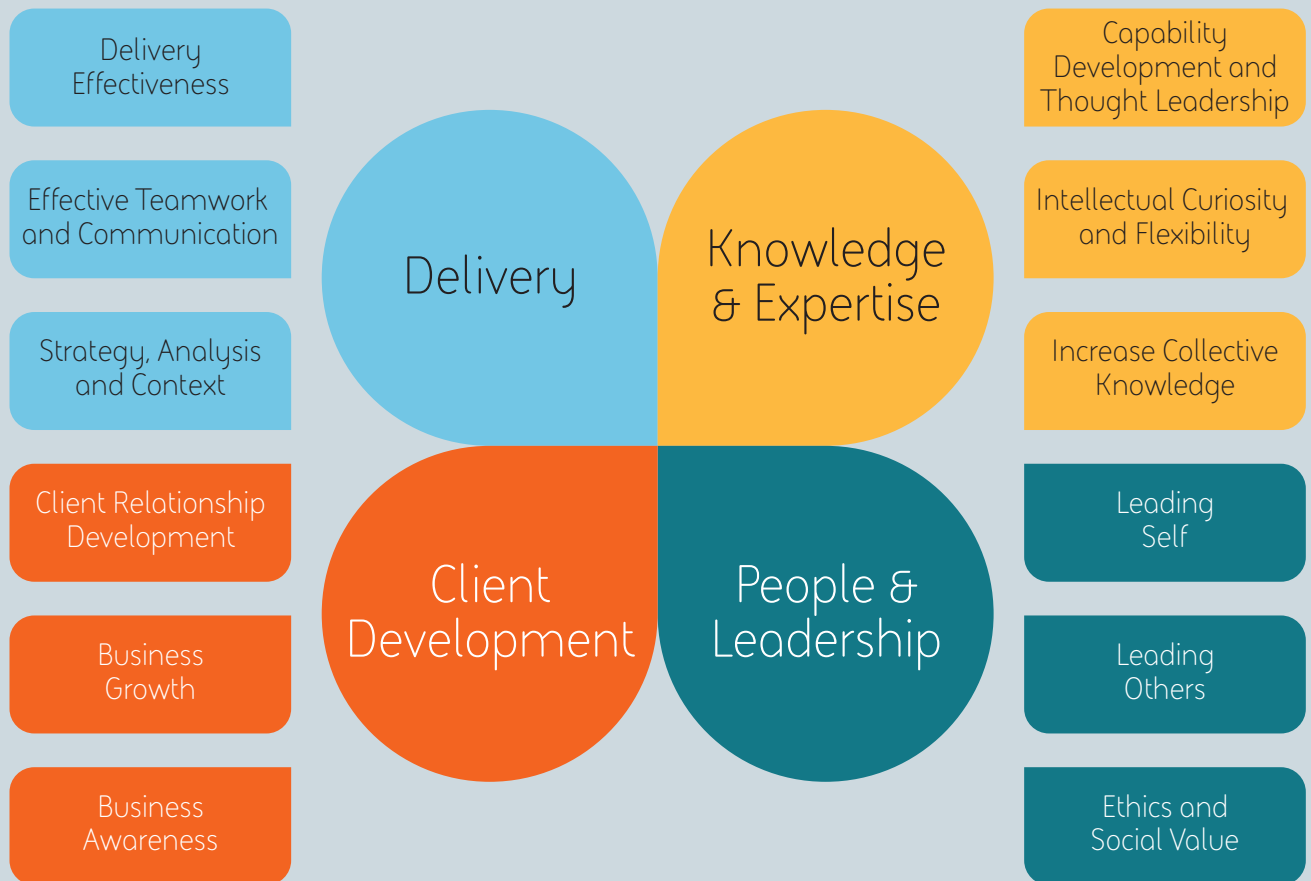 Delivery
Effectiveness
Effective Teamwork
and Communication
Strategy, Analysis
and Context
Client Relationship
Development
Business
Growth
Business
Awareness
Delivery
Knowledge
& Expertise
Client
Development
People &
Leadership
Capability
Development and
Thought Leadership
Intellectual Curiosity
and Flexibility
Increase Collective
Knowledge
Leading
Self
Leading
Others
Ethics and
Social Value